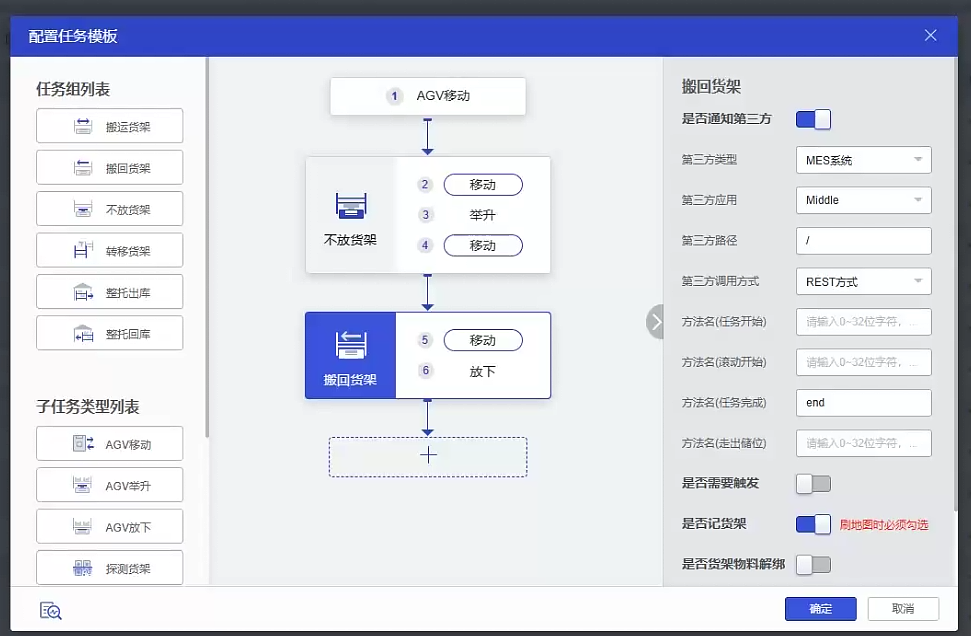 配置任务模板
任务组列表
搬运货架
搬回货架
不放货架
转移货架
整托出库
整托回库
子任务类型列表
AGV移动
AGV举升
AGV放下
探测货架
1 AGV移动
不放货架
2 移动
3 举升
4 移动
搬回货架
5 移动
6 放下
搬回货架
是否通知第三方
第三方类型 MES系统
第三方应用 Middle
第三方路径 /
第三方调用方式 REST方式
方法名(任务开始) 请输入0~32位字符，...
方法名(滚动开始) 请输入0~32位字符，...
方法名(任务完成) end
方法名(走出储位) 请输入0~32位字符，...
是否需要触发
是否记货架 刷地图时必须勾选
是否货架物料解绑
确定 取消